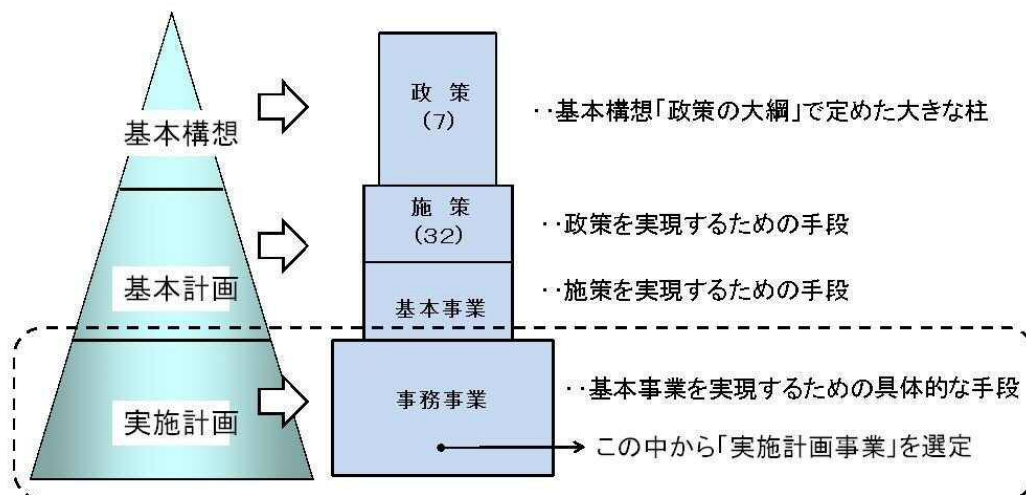 政 策
(7)
‥基本構想「政策の大綱」で定めた大きな柱
基本構想
施 策
(32)
‥政策を実現するための手段
基本計画
基本事業
‥施策を実現するための手段
事務事業
‥基本事業を実現するための具体的な手段
実施計画
この中から「実施計画事業」を選定